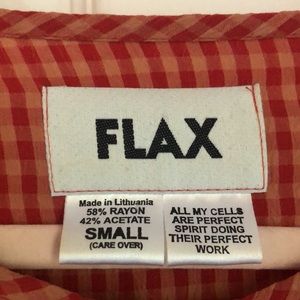 FLAX
Made in Lithuania
58% RAYON
42% ACETATE
SMALL
(CARE OVER)
ALL MY CELLS
ARE PERFECT
SPIRIT DOING
THEIR PERFECT
WORK